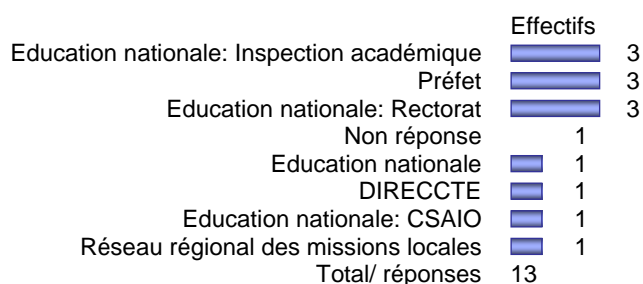 Effectifs
Education nationale: Inspection académique 3
Préfet 3
Education nationale: Rectorat 3
Non réponse 1
Education nationale 1
DIRECCTE 1
Education nationale: CSAIO 1
Réseau régional des missions locales 1
Total/ réponses 13